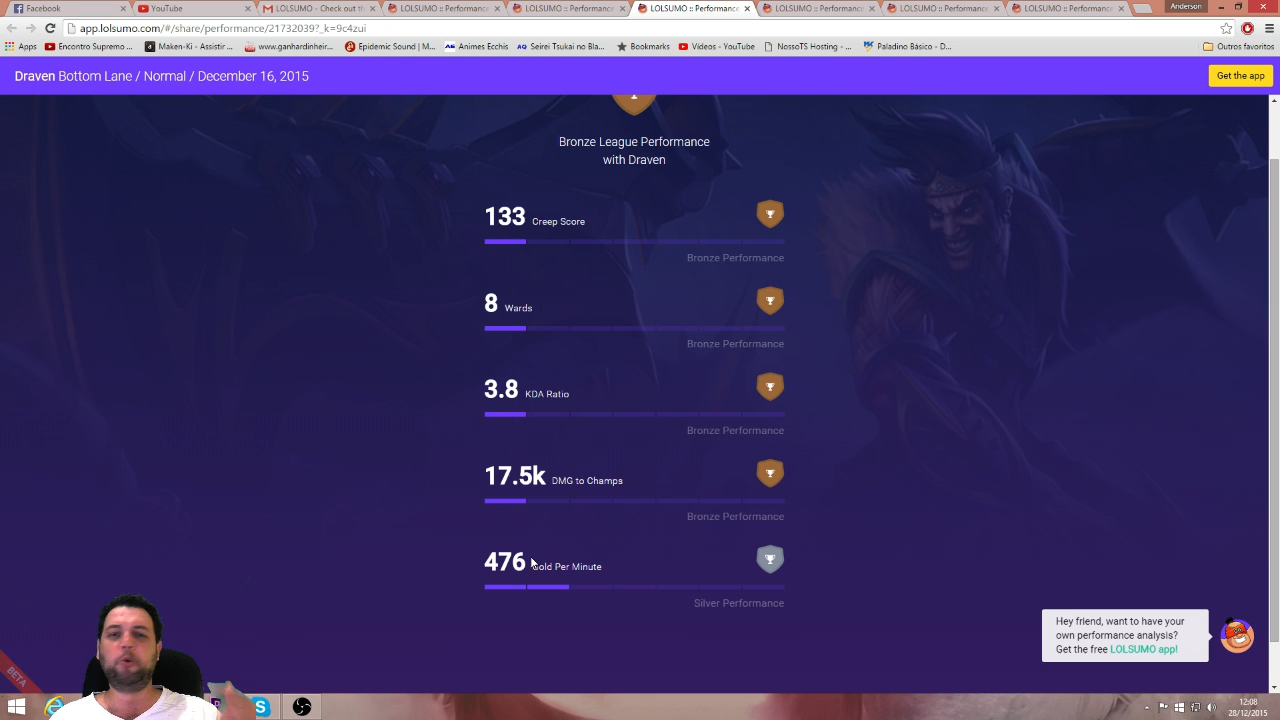 Facebook
YouTube
LOLSUMO - Check out th
LOLSUMO :: Performance
LOLSUMO :: Performance
LOLSUMO :: Performance
LOLSUMO :: Performance
LOLSUMO :: Performance
LOLSUMO :: Performance
Anderson
app.lolsumo.com/#/share/performance/21732039?_k=9c4zui
Apps
Encontro Supremo ...
Maken-Ki - Assistir ...
www.ganhardinheir...
Epidemic Sound | M...
Animes Ecchis
Seirei Tsukai no Bla...
Bookmarks
Vídeos - YouTube
NossoTS Hosting - ...
Paladino Básico - D...
Outros favoritos
Draven Bottom Lane / Normal / December 16, 2015
Get the app
Bronze League Performance
with Draven
133 Creep Score
Bronze Performance
8 Wards
Bronze Performance
3.8 KDA Ratio
Bronze Performance
17.5k DMG to Champs
Bronze Performance
476 Gold Per Minute
Silver Performance
Hey friend, want to have your
own performance analysis?
Get the free LOLSUMO app!
BETA
12:08
28/12/2015